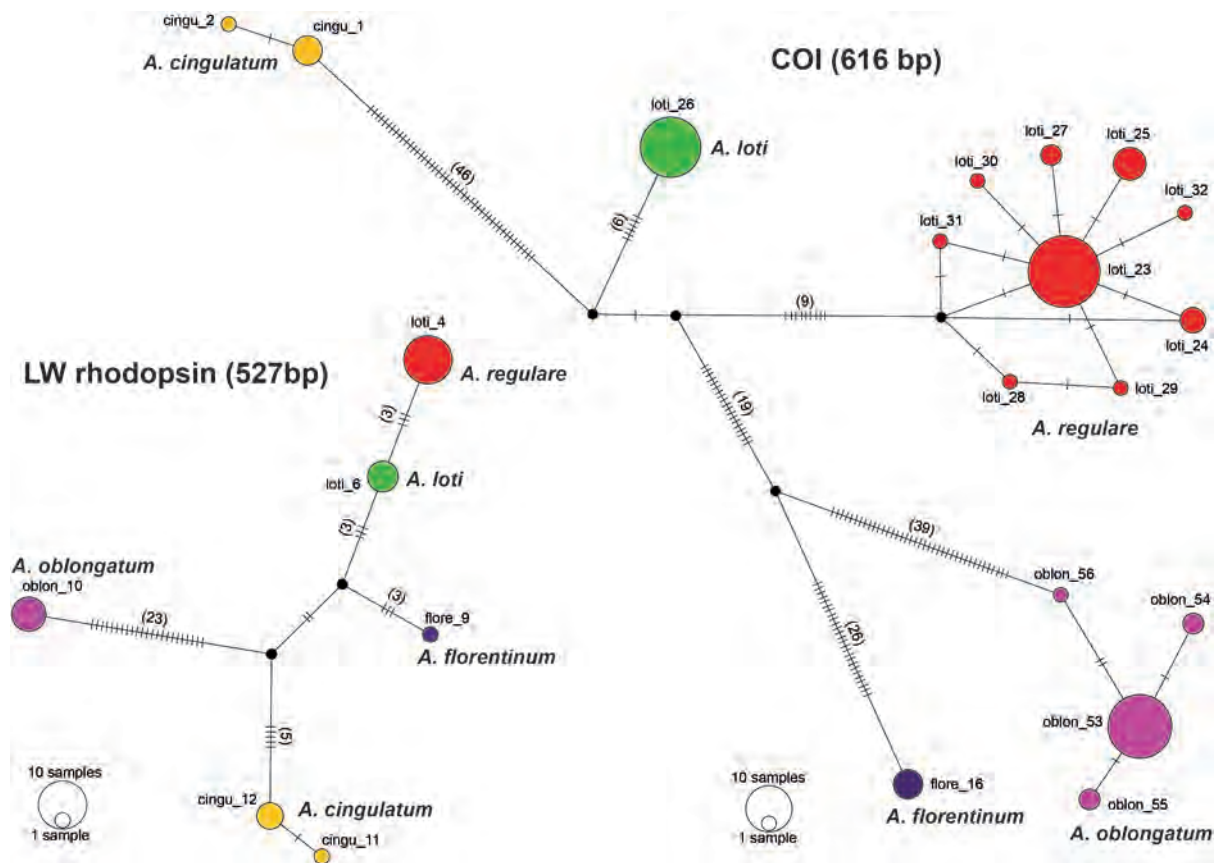 cingu_2
cingu_1
A. cingulatum
COI (616 bp)
(46)
loti_26
A. loti
(6)
loti_30
loti_27
loti_25
loti_32
loti_31
loti_23
(9)
loti_24
loti_28
loti_29
A. regulare
(19)
(39)
oblon_56
oblon_54
oblon_53
oblon_55
A. oblongatum
(26)
flore_16
A. florentinum
10 samples
1 sample
LW rhodopsin (527bp)
loti_4
A. regulare
(3)
loti_6
A. loti
(3)
A. oblongatum
oblon_10
(23)
(3)
flore_9
A. florentinum
(5)
cingu_12
A. cingulatum
cingu_11
10 samples
1 sample